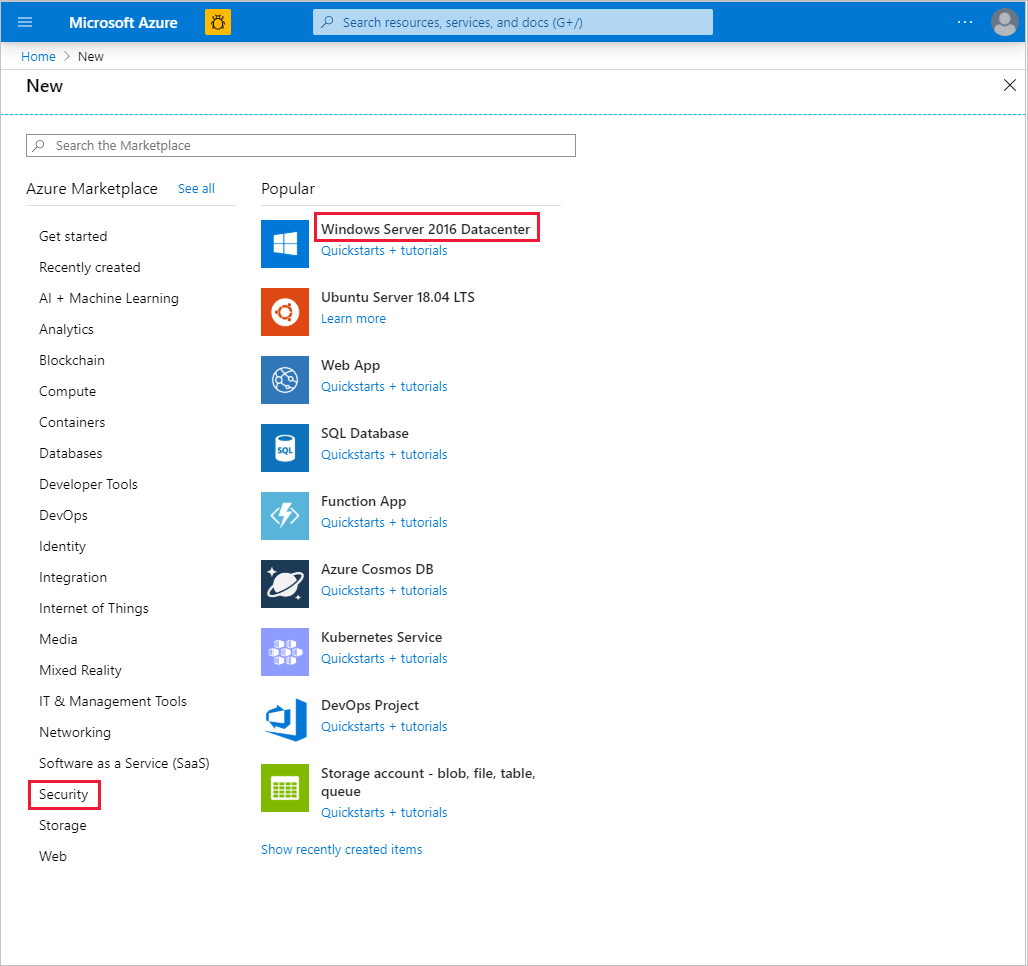 Microsoft Azure
Search resources, services, and docs (G+/)
Home > New
New
Search the Marketplace
Azure Marketplace See all
Get started
Recently created
AI + Machine Learning
Analytics
Blockchain
Compute
Containers
Databases
Developer Tools
DevOps
Identity
Integration
Internet of Things
Media
Mixed Reality
IT & Management Tools
Networking
Software as a Service (SaaS)
Security
Storage
Web
Popular
Windows Server 2016 Datacenter
Quickstarts + tutorials
Ubuntu Server 18.04 LTS
Learn more
Web App
Quickstarts + tutorials
SQL
SQL Database
Quickstarts + tutorials
Function App
Quickstarts + tutorials
Azure Cosmos DB
Quickstarts + tutorials
Kubernetes Service
Quickstarts + tutorials
DevOps Project
Quickstarts + tutorials
Storage account - blob, file, table,
queue
Quickstarts + tutorials
Show recently created items